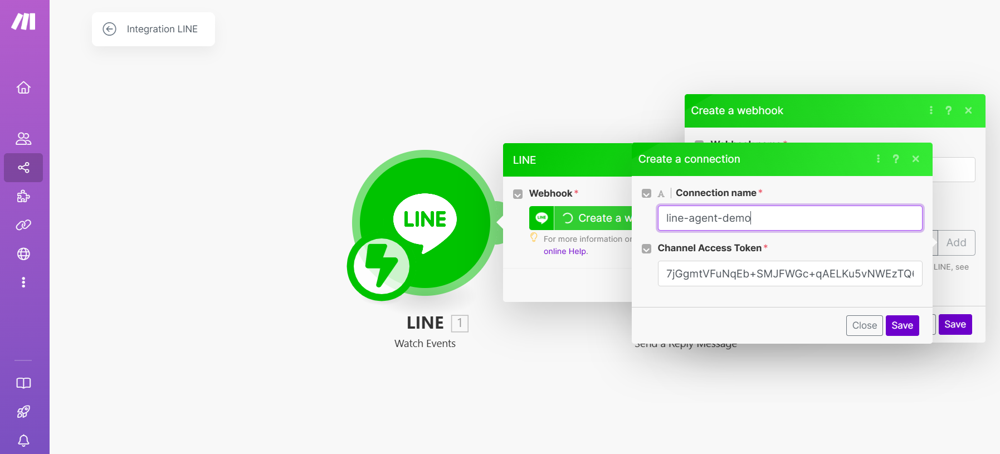 Integration LINE
Create a webhook
?
Webhook name *
Create a connection
?
LINE
A
Connection name *
Webhook *
line-agent-demo
LINE
Create a w
LINE
For more information or
online Help.
Channel Access Token *
Add
7jGgmtVFuNqEb+SMJFWGc+qAELKu5vNWEzTQ6
LINE, see
Close
Save
Save
LINE 1
Watch Events
Send a Reply Message